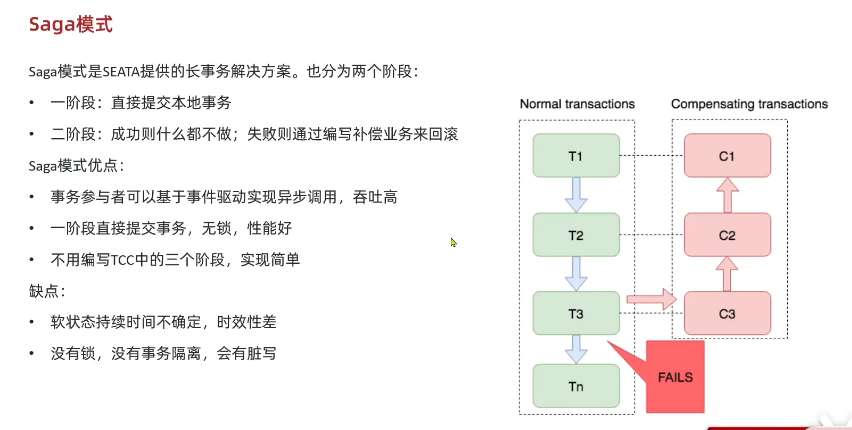 Saga模式
Saga模式是SEATA提供的长事务解决方案。也分为两个阶段：
• 一阶段：直接提交本地事务
• 二阶段：成功则什么都不做；失败则通过编写补偿业务来回滚
Saga模式优点：
• 事务参与者可以基于事件驱动实现异步调用，吞吐高
• 一阶段直接提交事务，无锁，性能好
• 不用编写TCC中的三个阶段，实现简单
缺点：
• 软状态持续时间不确定，时效性差
• 没有锁，没有事务隔离，会有脏写
Normal transactions
Compensating transactions
T1
C1
T2
C2
T3
C3
Tn
FAILS